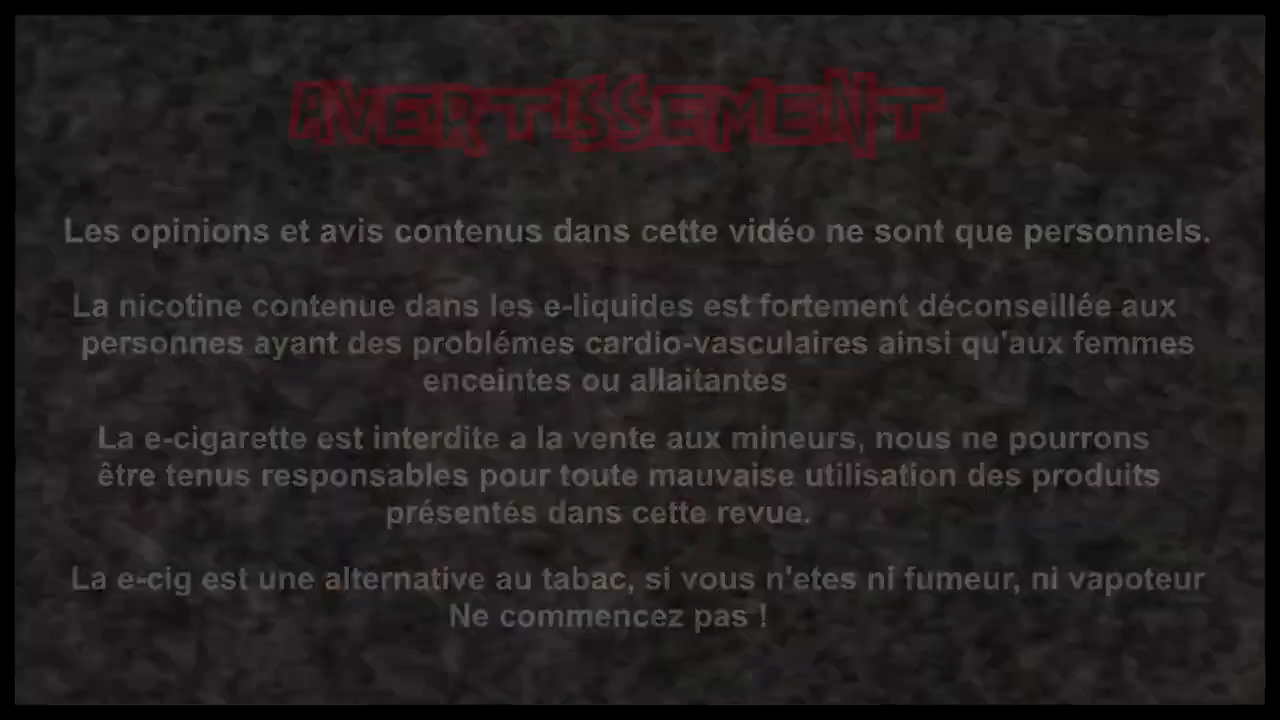 AVERTISSEMENT
Les opinions et avis contenus dans cette vidéo ne sont que personnels.
La nicotine contenue dans les e-liquides est fortement déconseillée aux
personnes ayant des problémes cardio-vasculaires ainsi qu'aux femmes
enceintes ou allaitantes
La e-cigarette est interdite a la vente aux mineurs, nous ne pourrons
être tenus responsables pour toute mauvaise utilisation des produits
présentés dans cette revue.
La e-cig est une alternative au tabac, si vous n'etes ni fumeur, ni vapoteur
Ne commencez pas !